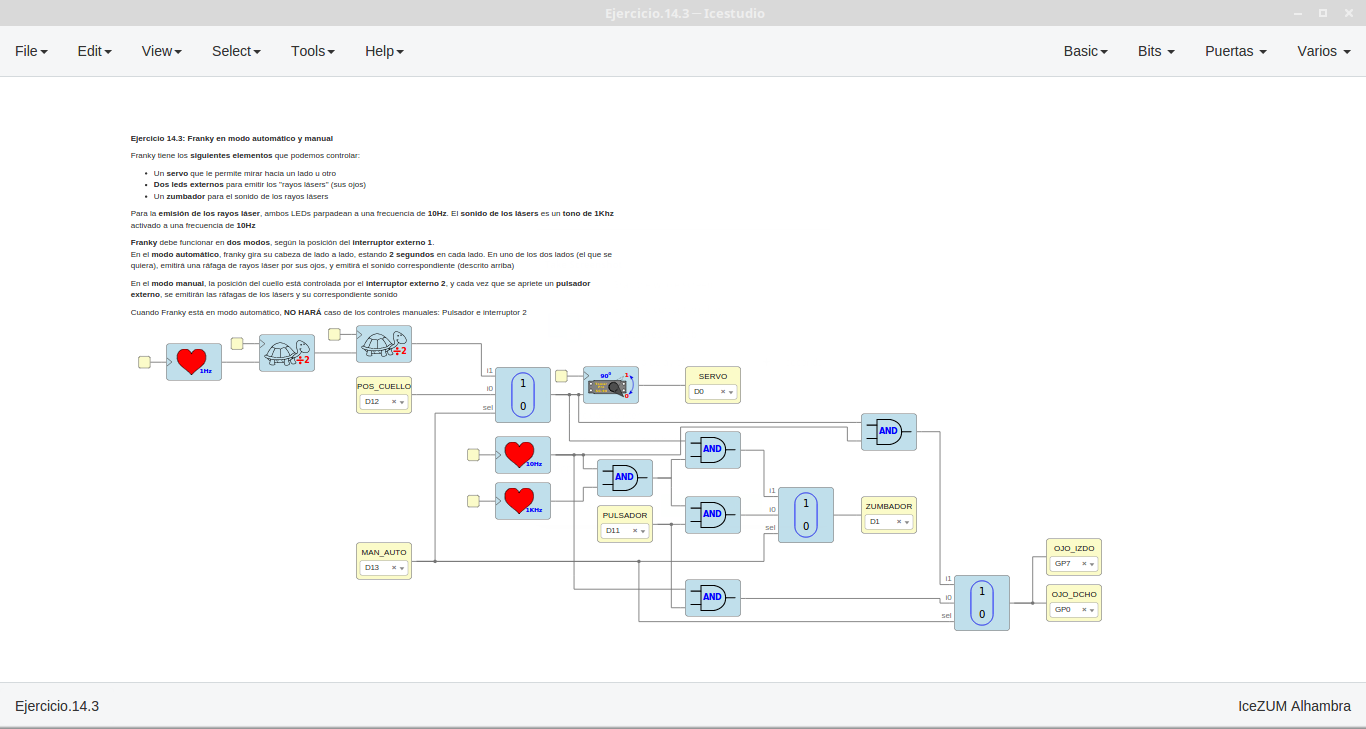 Ejercicio.14.3 — Icestudio
File Edit View Select Tools Help Basic Bits Puertas Varios
Ejercicio 14.3: Franky en modo automático y manual
Franky tiene los siguientes elementos que podemos controlar:
• Un servo que le permite mirar hacia un lado u otro
• Dos leds externos para emitir los "rayos lásers" (sus ojos)
• Un zumbador para el sonido de los rayos lásers
Para la emisión de los rayos láser, ambos LEDs parpadean a una frecuencia de 10Hz. El sonido de los lásers es un tono de 1Khz
activado a una frecuencia de 10Hz
Franky debe funcionar en dos modos, según la posición del interruptor externo 1.
En el modo automático, franky gira su cabeza de lado a lado, estando 2 segundos en cada lado. En uno de los dos lados (el que se
quiera), emitirá una ráfaga de rayos láser por sus ojos, y emitirá el sonido correspondiente (descrito arriba)
En el modo manual, la posición del cuello está controlada por el interruptor externo 2, y cada vez que se apriete un pulsador
externo, se emitirán las ráfagas de los lásers y su correspondiente sonido
Cuando Franky está en modo automático, NO HARÁ caso de los controles manuales: Pulsador e interruptor 2
1Hz
÷2
÷2
POS_CUELLO
D12
i1
i0
sel
1
0
90º
1
0
SERVO
D0
10Hz
1KHz
AND
AND
AND
AND
PULSADOR
D11
i1
i0
sel
1
0
ZUMBADOR
D1
MAN_AUTO
D13
AND
i1
i0
sel
1
0
OJO_IZDO
GP7
OJO_DCHO
GP0
Ejercicio.14.3
IceZUM Alhambra